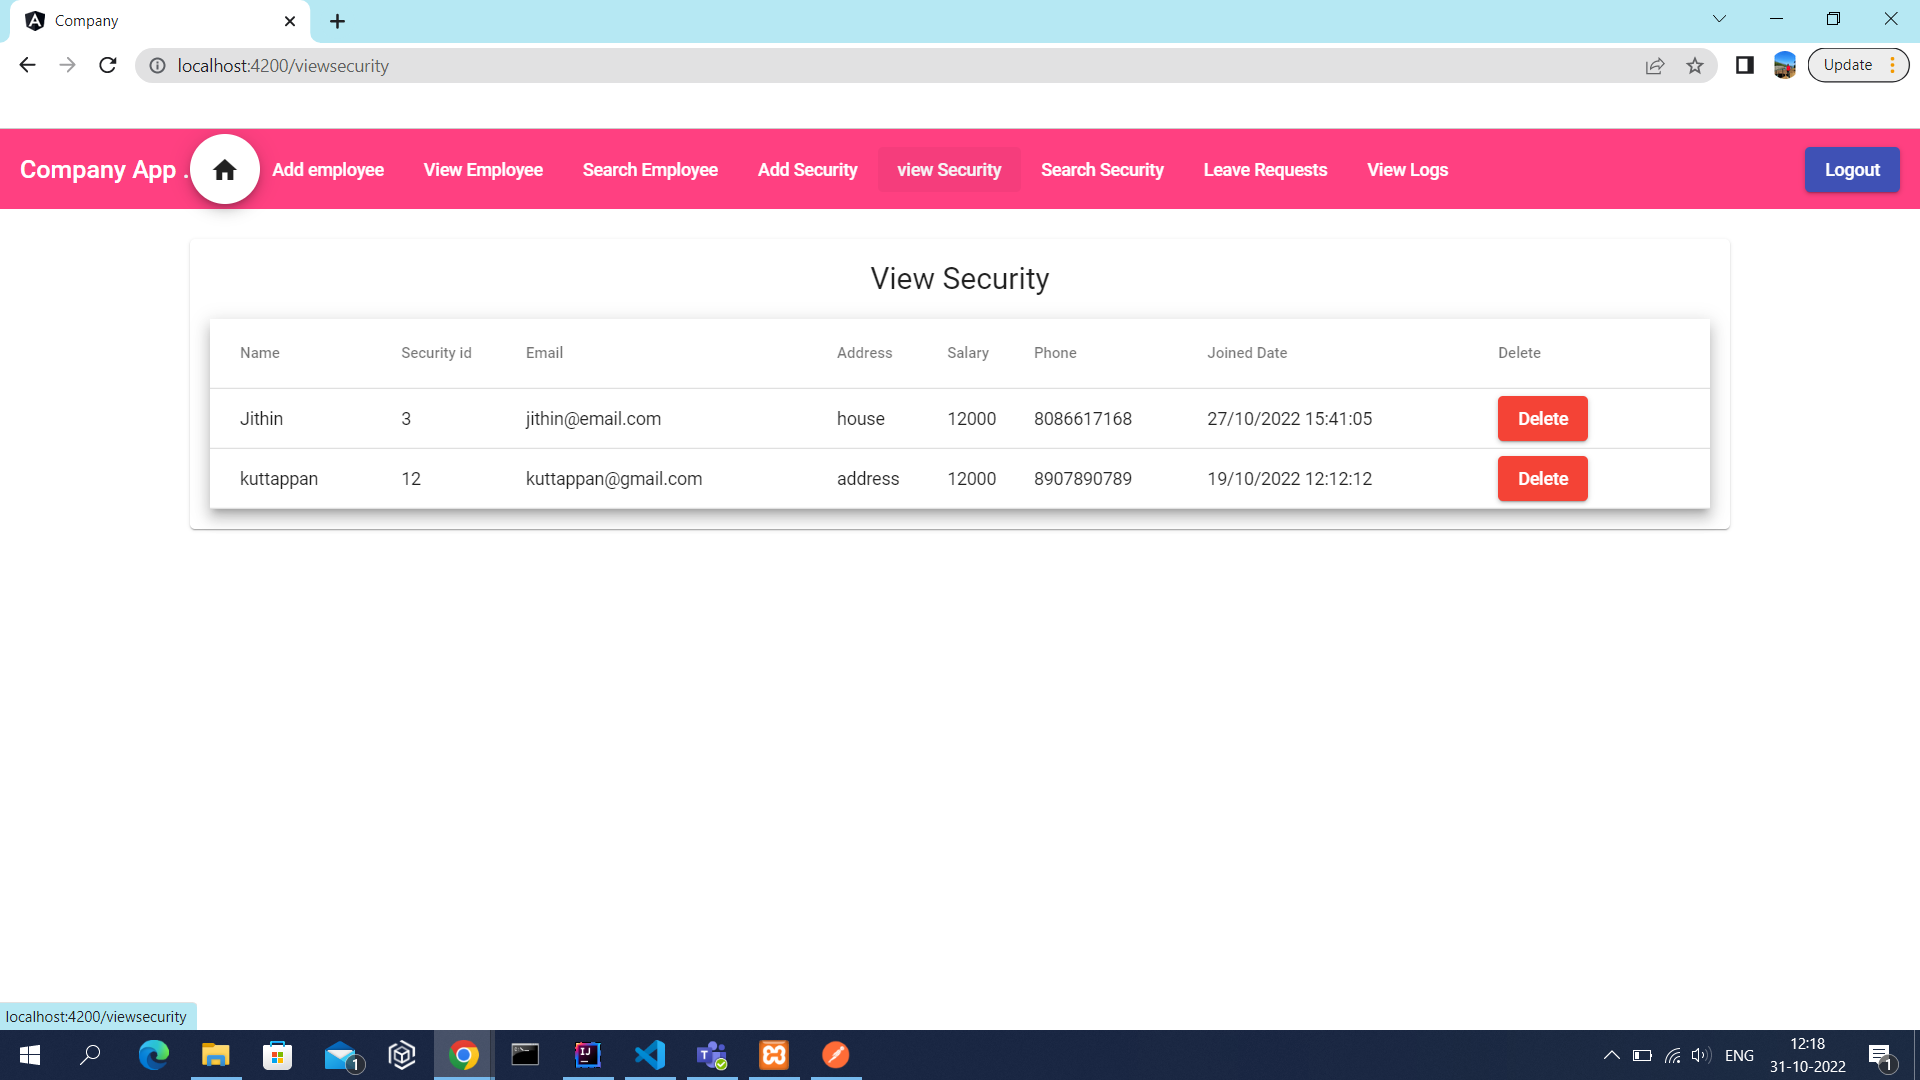 Company
localhost:4200/viewsecurity
Update
Company App .
Add employee
View Employee
Search Employee
Add Security
view Security
Search Security
Leave Requests
View Logs
Logout
View Security
Name Security id Email Address Salary Phone Joined Date Delete
Jithin 3 jithin@email.com house 12000 8086617168 27/10/2022 15:41:05 Delete
kuttappan 12 kuttappan@gmail.com address 12000 8907890789 19/10/2022 12:12:12 Delete
localhost:4200/viewsecurity
1
IJ
T
ENG
12:18
31-10-2022
1